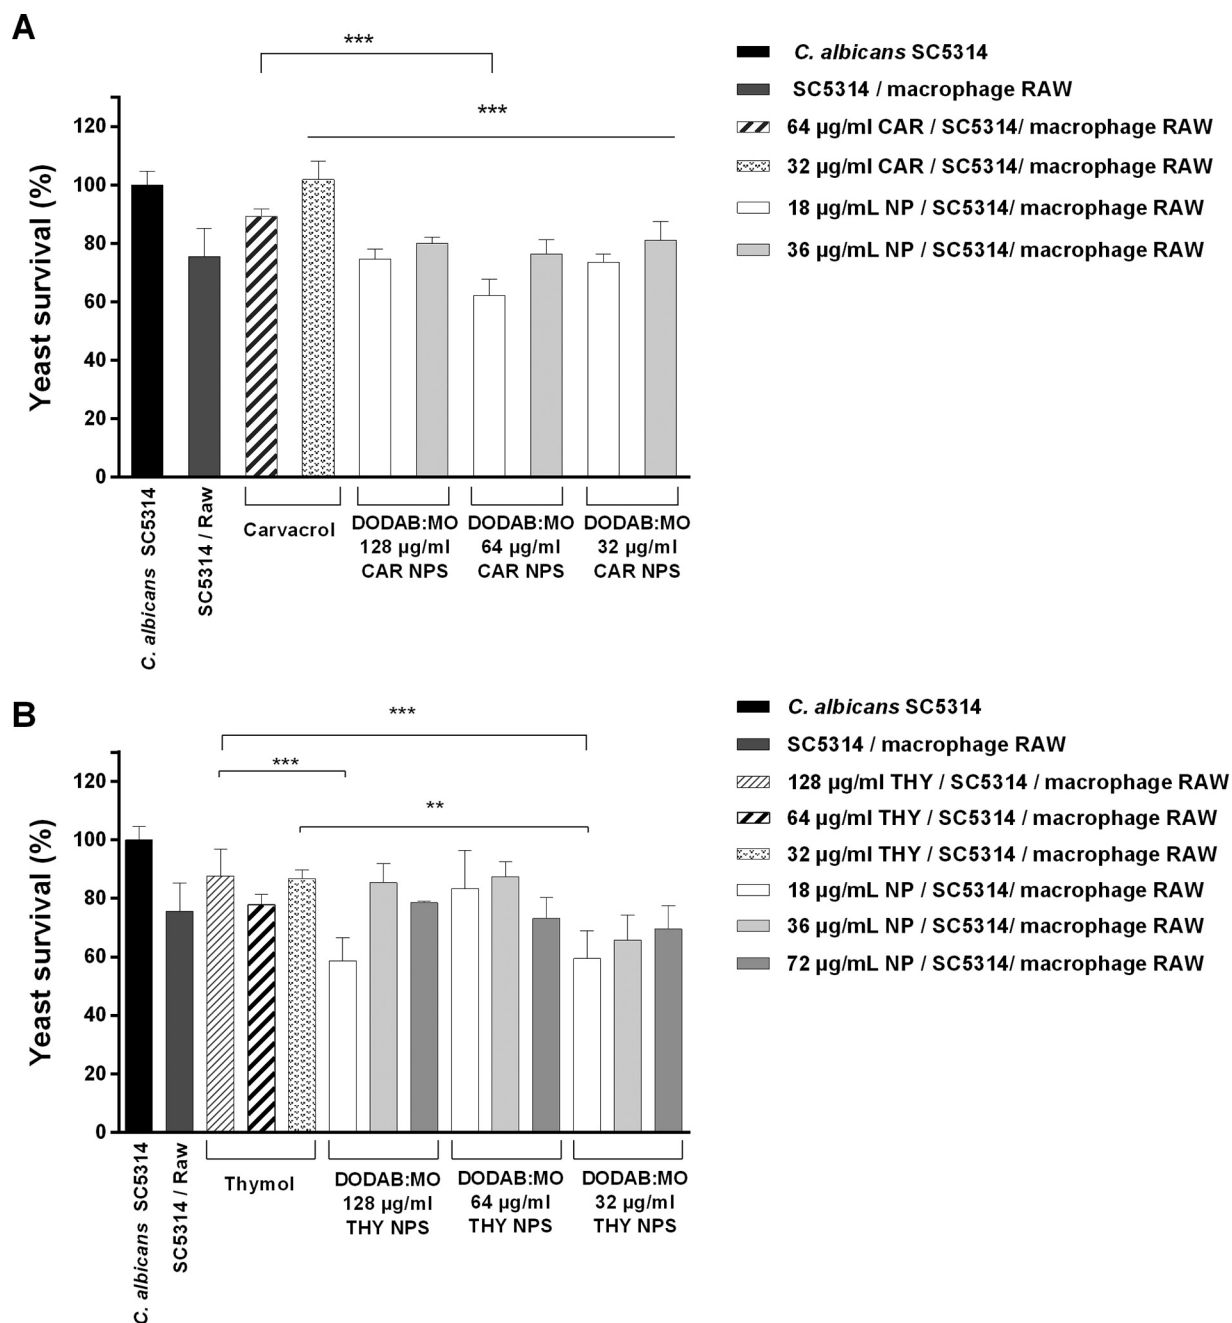 A
***
***
Yeast survival (%)
120
100
80
60
40
20
0
C. albicans SC5314
SC5314 / Raw
Carvacrol
DODAB:MO
128 µg/ml
CAR NPS
DODAB:MO
64 µg/ml
CAR NPS
DODAB:MO
32 µg/ml
CAR NPS
C. albicans SC5314
SC5314 / macrophage RAW
64 µg/ml CAR / SC5314/ macrophage RAW
32 µg/ml CAR / SC5314/ macrophage RAW
18 µg/mL NP / SC5314/ macrophage RAW
36 µg/mL NP / SC5314/ macrophage RAW
B
***
***
**
Yeast survival (%)
120
100
80
60
40
20
0
C. albicans SC5314
SC5314 / Raw
Thymol
DODAB:MO
128 µg/ml
THY NPS
DODAB:MO
64 µg/ml
THY NPS
DODAB:MO
32 µg/ml
THY NPS
C. albicans SC5314
SC5314 / macrophage RAW
128 µg/ml THY / SC5314 / macrophage RAW
64 µg/ml THY / SC5314 / macrophage RAW
32 µg/ml THY / SC5314 / macrophage RAW
18 µg/mL NP / SC5314/ macrophage RAW
36 µg/mL NP / SC5314/ macrophage RAW
72 µg/mL NP / SC5314/ macrophage RAW